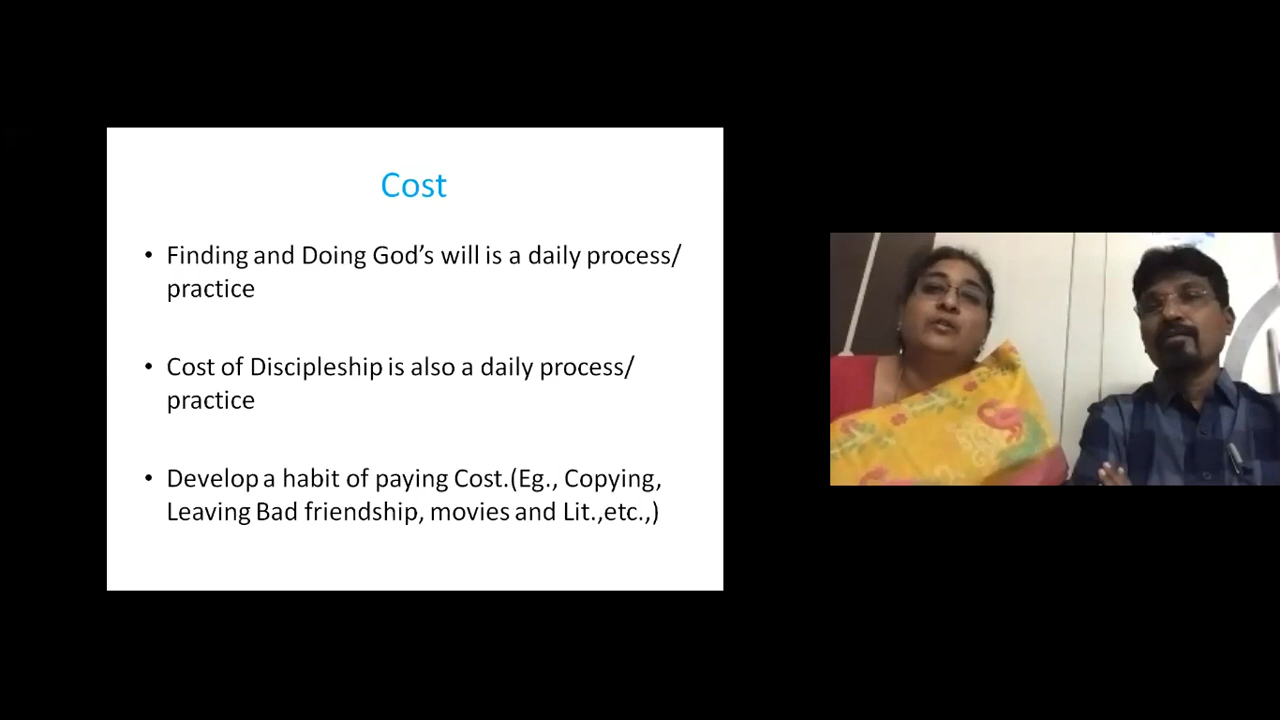 Cost
• Finding and Doing God’s will is a daily process/
practice
• Cost of Discipleship is also a daily process/
practice
• Develop a habit of paying Cost.(Eg., Copying,
Leaving Bad friendship, movies and Lit.,etc.,)